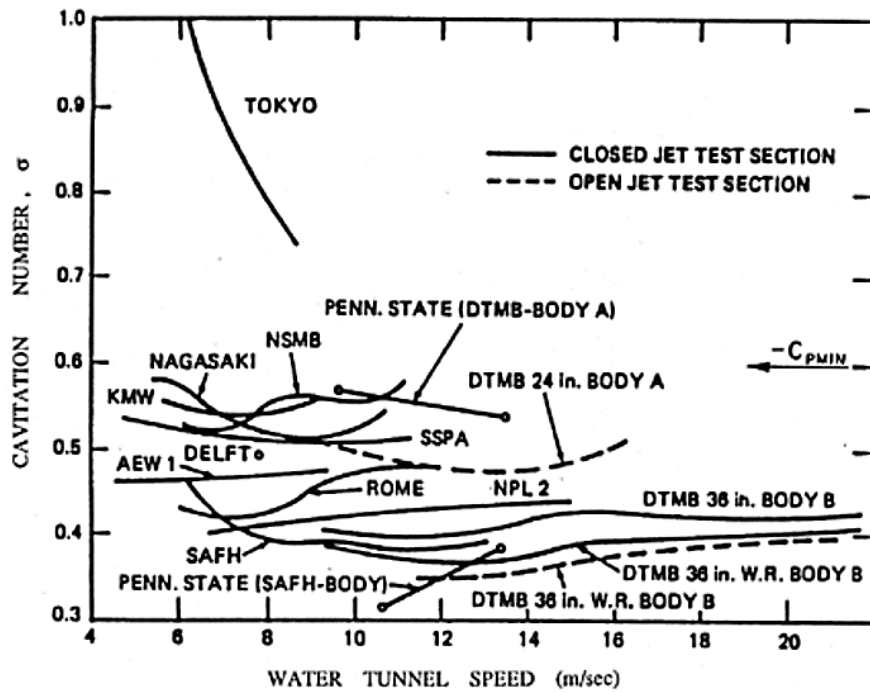 1.0
0.9
0.8
0.7
0.6
0.5
0.4
0.3
CAVITATION NUMBER, σ
TOKYO
CLOSED JET TEST SECTION
OPEN JET TEST SECTION
PENN. STATE (DTMB-BODY A)
NSMB
NAGASAKI
-C_PMIN
DTMB 24 in. BODY A
KMW
SSPA
DELFT
AEW 1
ROME
NPL 2
DTMB 36 in. BODY B
SAFH
DTMB 36 in. W.R. BODY B
PENN. STATE (SAFH-BODY)
DTMB 36 in. W.R. BODY B
4 6 8 10 12 14 16 18 20
WATER TUNNEL SPEED (m/sec)